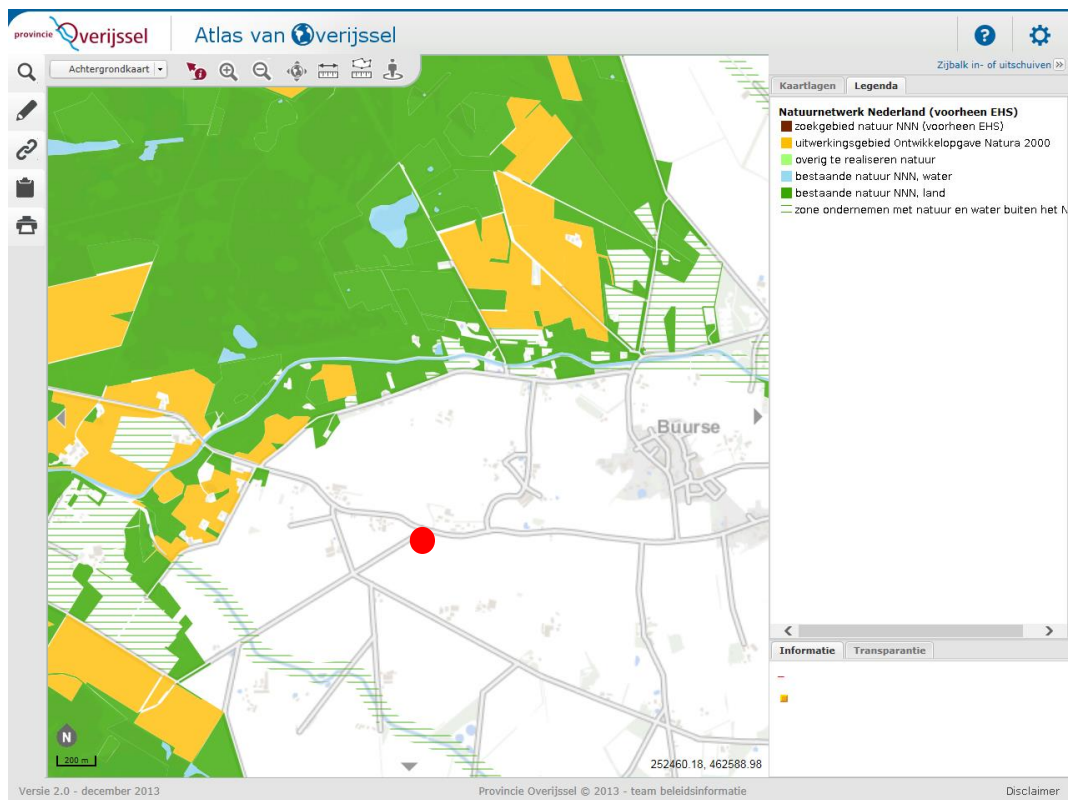 provincie Overijssel
Atlas van Overijssel
Achtergrondkaart
Zijbalk in- of uitschuiven
Kaartlagen
Legenda
Natuurnetwerk Nederland (voorheen EHS)
zoekgebied natuur NNN (voorheen EHS)
uitwerkingsgebied Ontwikkelopgave Natura 2000
overig te realiseren natuur
bestaande natuur NNN, water
bestaande natuur NNN, land
zone ondernemen met natuur en water buiten het N
Buurse
Informatie
Transparantie
N
200 m
252460.18, 462588.98
Versie 2.0 - december 2013
Provincie Overijssel © 2013 - team beleidsinformatie
Disclaimer